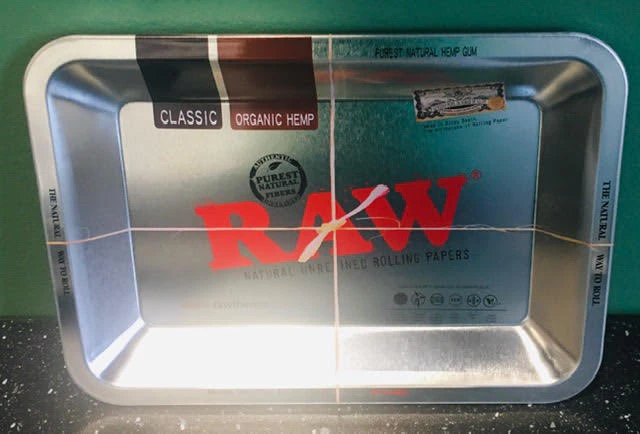 PUREST NATURAL HEMP GUM
CLASSIC
ORGANIC HEMP
AUTHENTIC
PUREST
NATURAL
FIBERS
RAW®
NATURAL UNREFINED ROLLING PAPERS
THE NATURAL WAY TO ROLL
THE NATURAL WAY TO ROLL